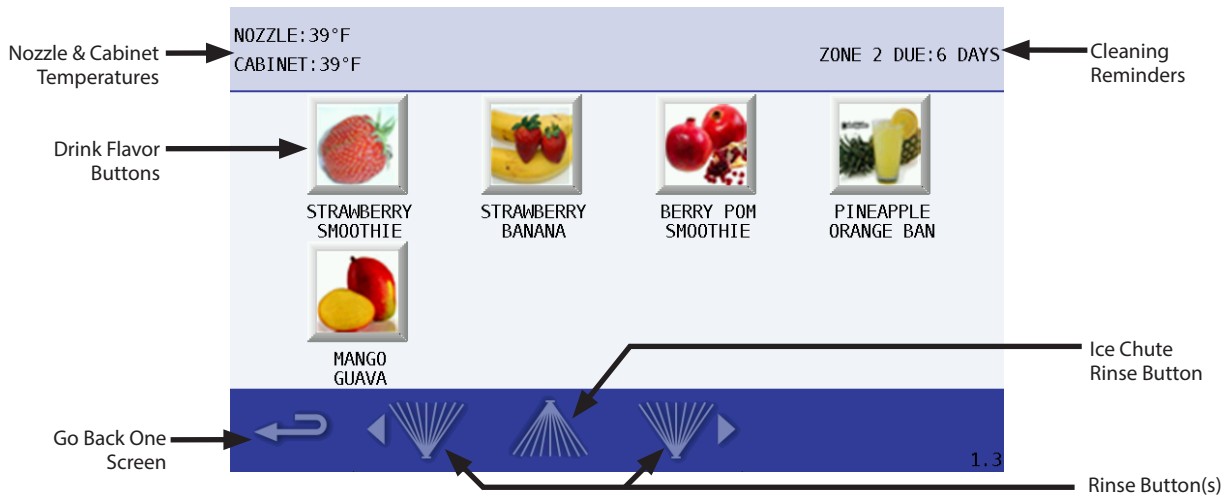 NOZZLE:39°F
CABINET:39°F
ZONE 2 DUE:6 DAYS
Nozzle & Cabinet
Temperatures
Cleaning
Reminders
Drink Flavor
Buttons
STRAWBERRY
SMOOTHIE
STRAWBERRY
BANANA
BERRY POM
SMOOTHIE
PINEAPPLE
ORANGE BAN
MANGO
GUAVA
Ice Chute
Rinse Button
Go Back One
Screen
1.3
Rinse Button(s)